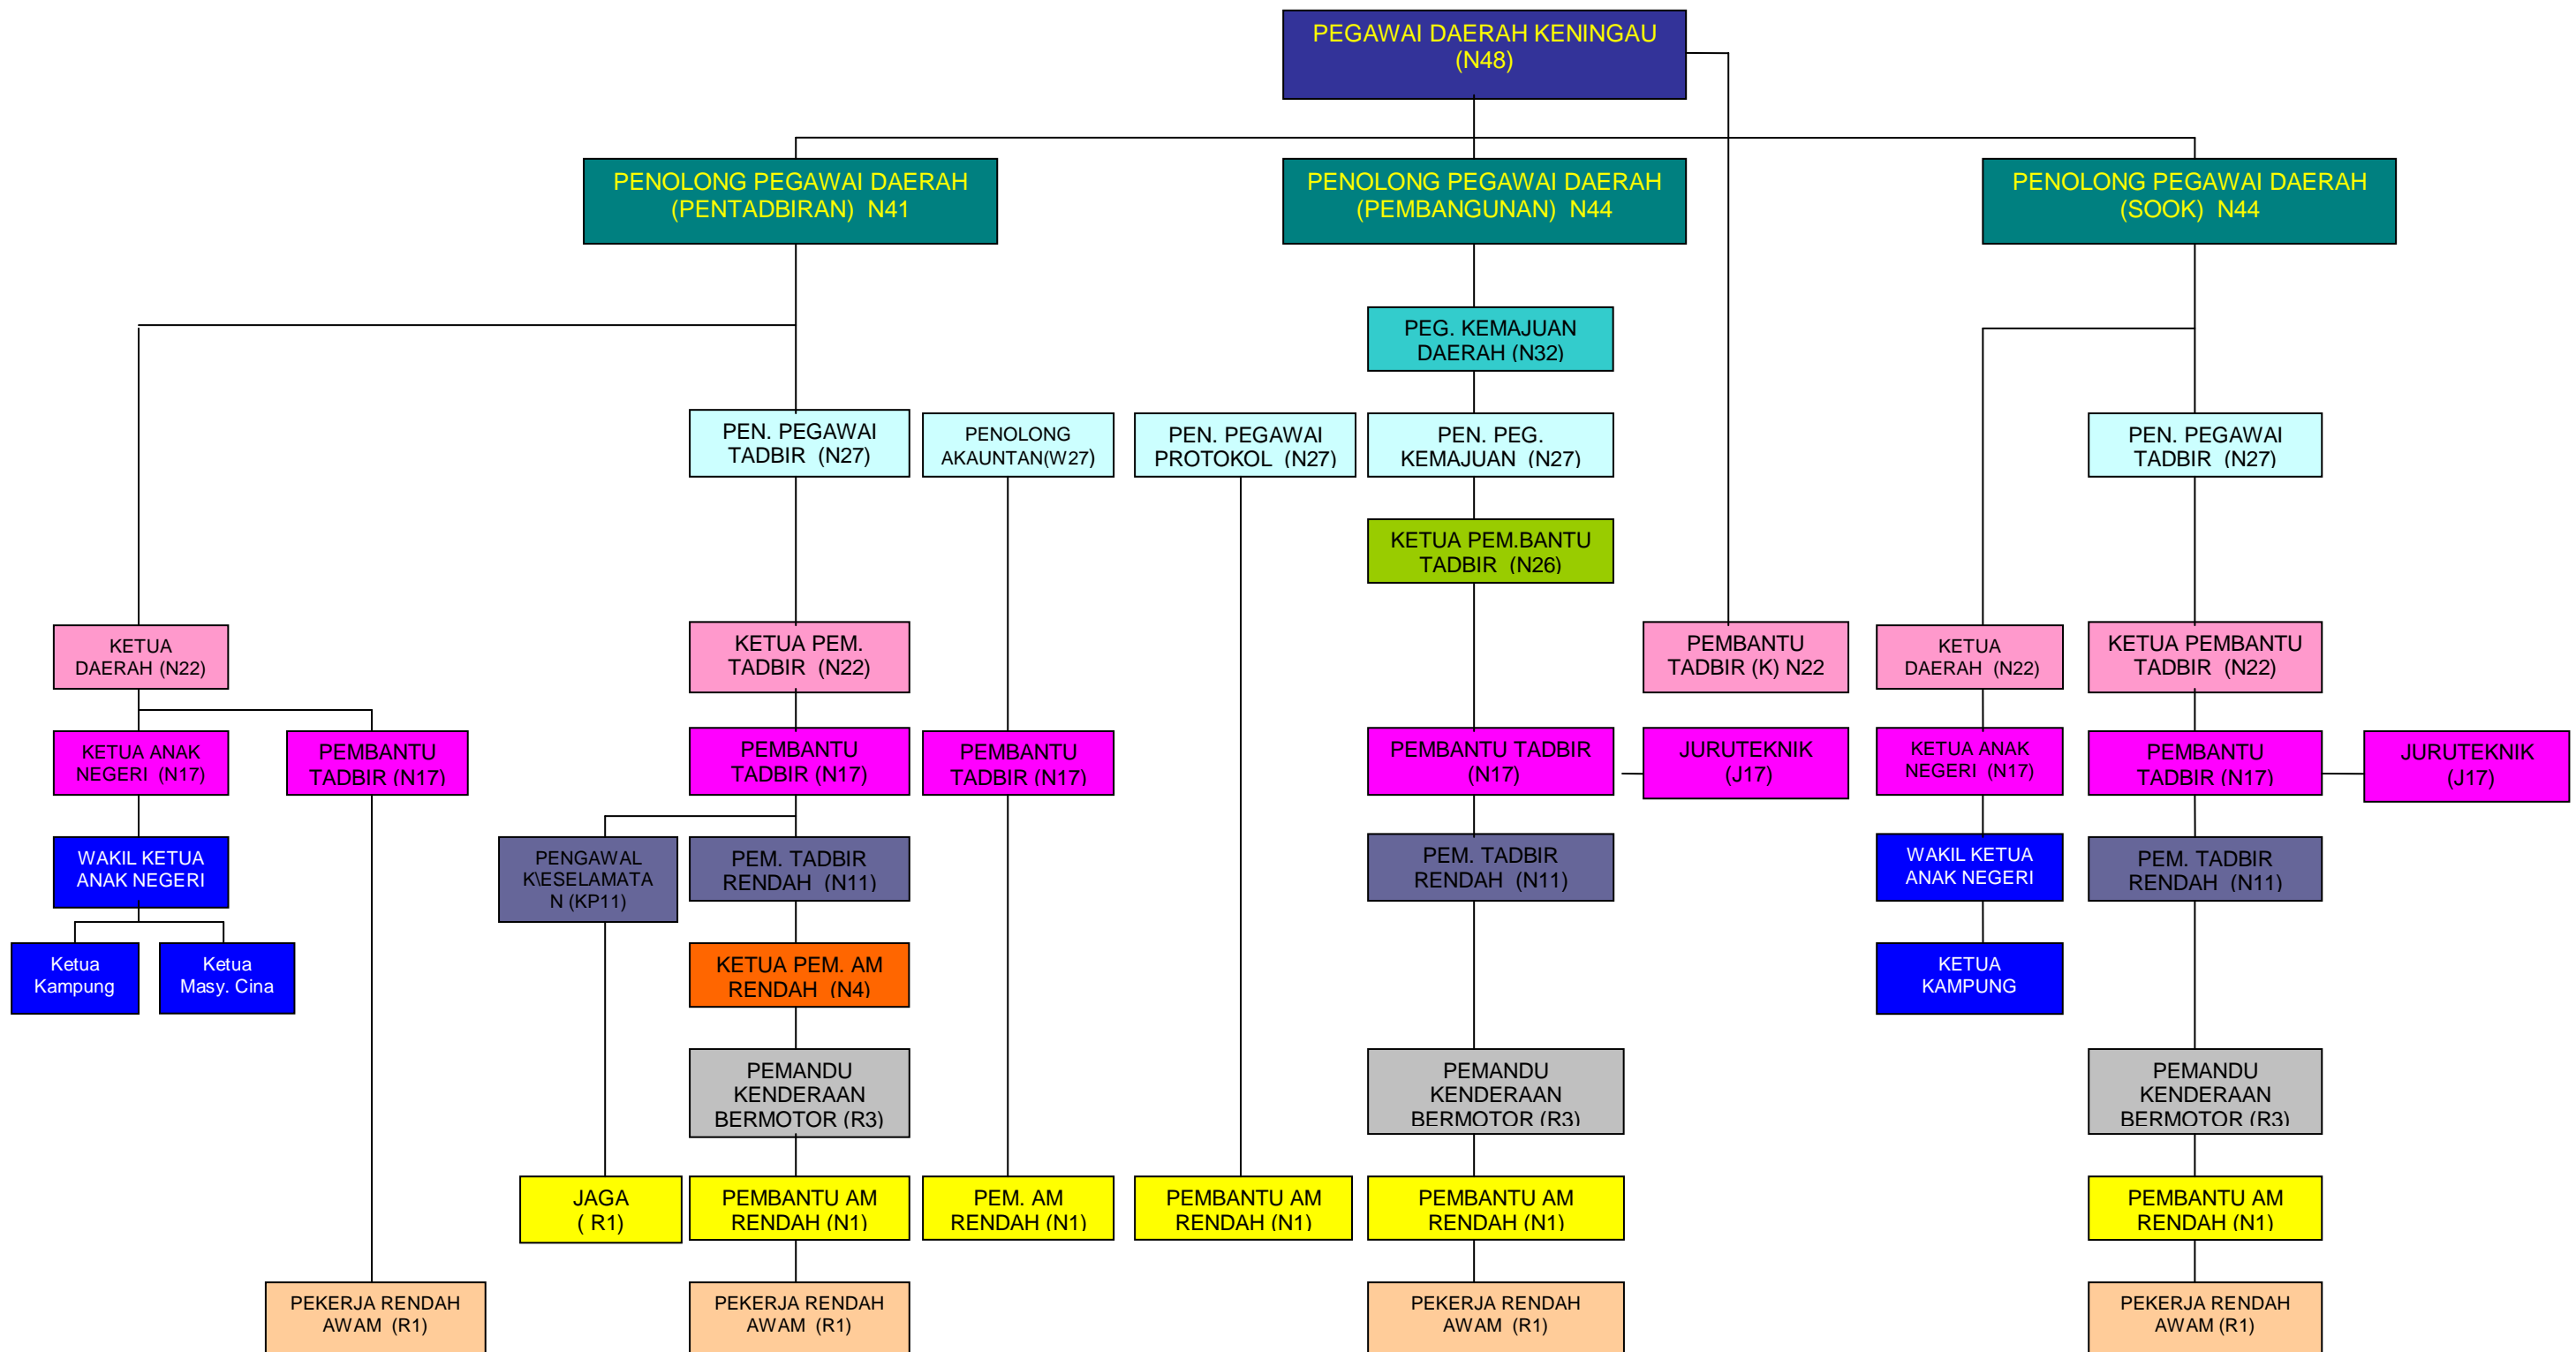 PEGAWAI DAERAH KENINGAU
(N48)
PENOLONG PEGAWAI DAERAH
(PENTADBIRAN) N41
PENOLONG PEGAWAI DAERAH
(PEMBANGUNAN) N44
PENOLONG PEGAWAI DAERAH
(SOOK) N44
PEG. KEMAJUAN
DAERAH (N32)
PEN. PEGAWAI
TADBIR (N27)
PENOLONG
AKAUNTAN(W27)
PEN. PEGAWAI
PROTOKOL (N27)
PEN. PEG.
KEMAJUAN (N27)
PEN. PEGAWAI
TADBIR (N27)
KETUA PEM.BANTU
TADBIR (N26)
KETUA
DAERAH (N22)
KETUA PEM.
TADBIR (N22)
PEMBANTU
TADBIR (K) N22
KETUA
DAERAH (N22)
KETUA PEMBANTU
TADBIR (N22)
KETUA ANAK
NEGERI (N17)
PEMBANTU
TADBIR (N17)
PEMBANTU
TADBIR (N17)
PEMBANTU
TADBIR (N17)
PEMBANTU TADBIR
(N17)
JURUTEKNIK
(J17)
KETUA ANAK
NEGERI (N17)
PEMBANTU
TADBIR (N17)
JURUTEKNIK
(J17)
WAKIL KETUA
ANAK NEGERI
PENGAWAL
K\ESELAMATA
N (KP11)
PEM. TADBIR
RENDAH (N11)
PEM. TADBIR
RENDAH (N11)
WAKIL KETUA
ANAK NEGERI
PEM. TADBIR
RENDAH (N11)
Ketua
Kampung
Ketua
Masy. Cina
KETUA PEM. AM
RENDAH (N4)
KETUA
KAMPUNG
PEMANDU
KENDERAAN
BERMOTOR (R3)
PEMANDU
KENDERAAN
BERMOTOR (R3)
PEMANDU
KENDERAAN
BERMOTOR (R3)
JAGA
( R1)
PEMBANTU AM
RENDAH (N1)
PEM. AM
RENDAH (N1)
PEMBANTU AM
RENDAH (N1)
PEMBANTU AM
RENDAH (N1)
PEMBANTU AM
RENDAH (N1)
PEKERJA RENDAH
AWAM (R1)
PEKERJA RENDAH
AWAM (R1)
PEKERJA RENDAH
AWAM (R1)
PEKERJA RENDAH
AWAM (R1)